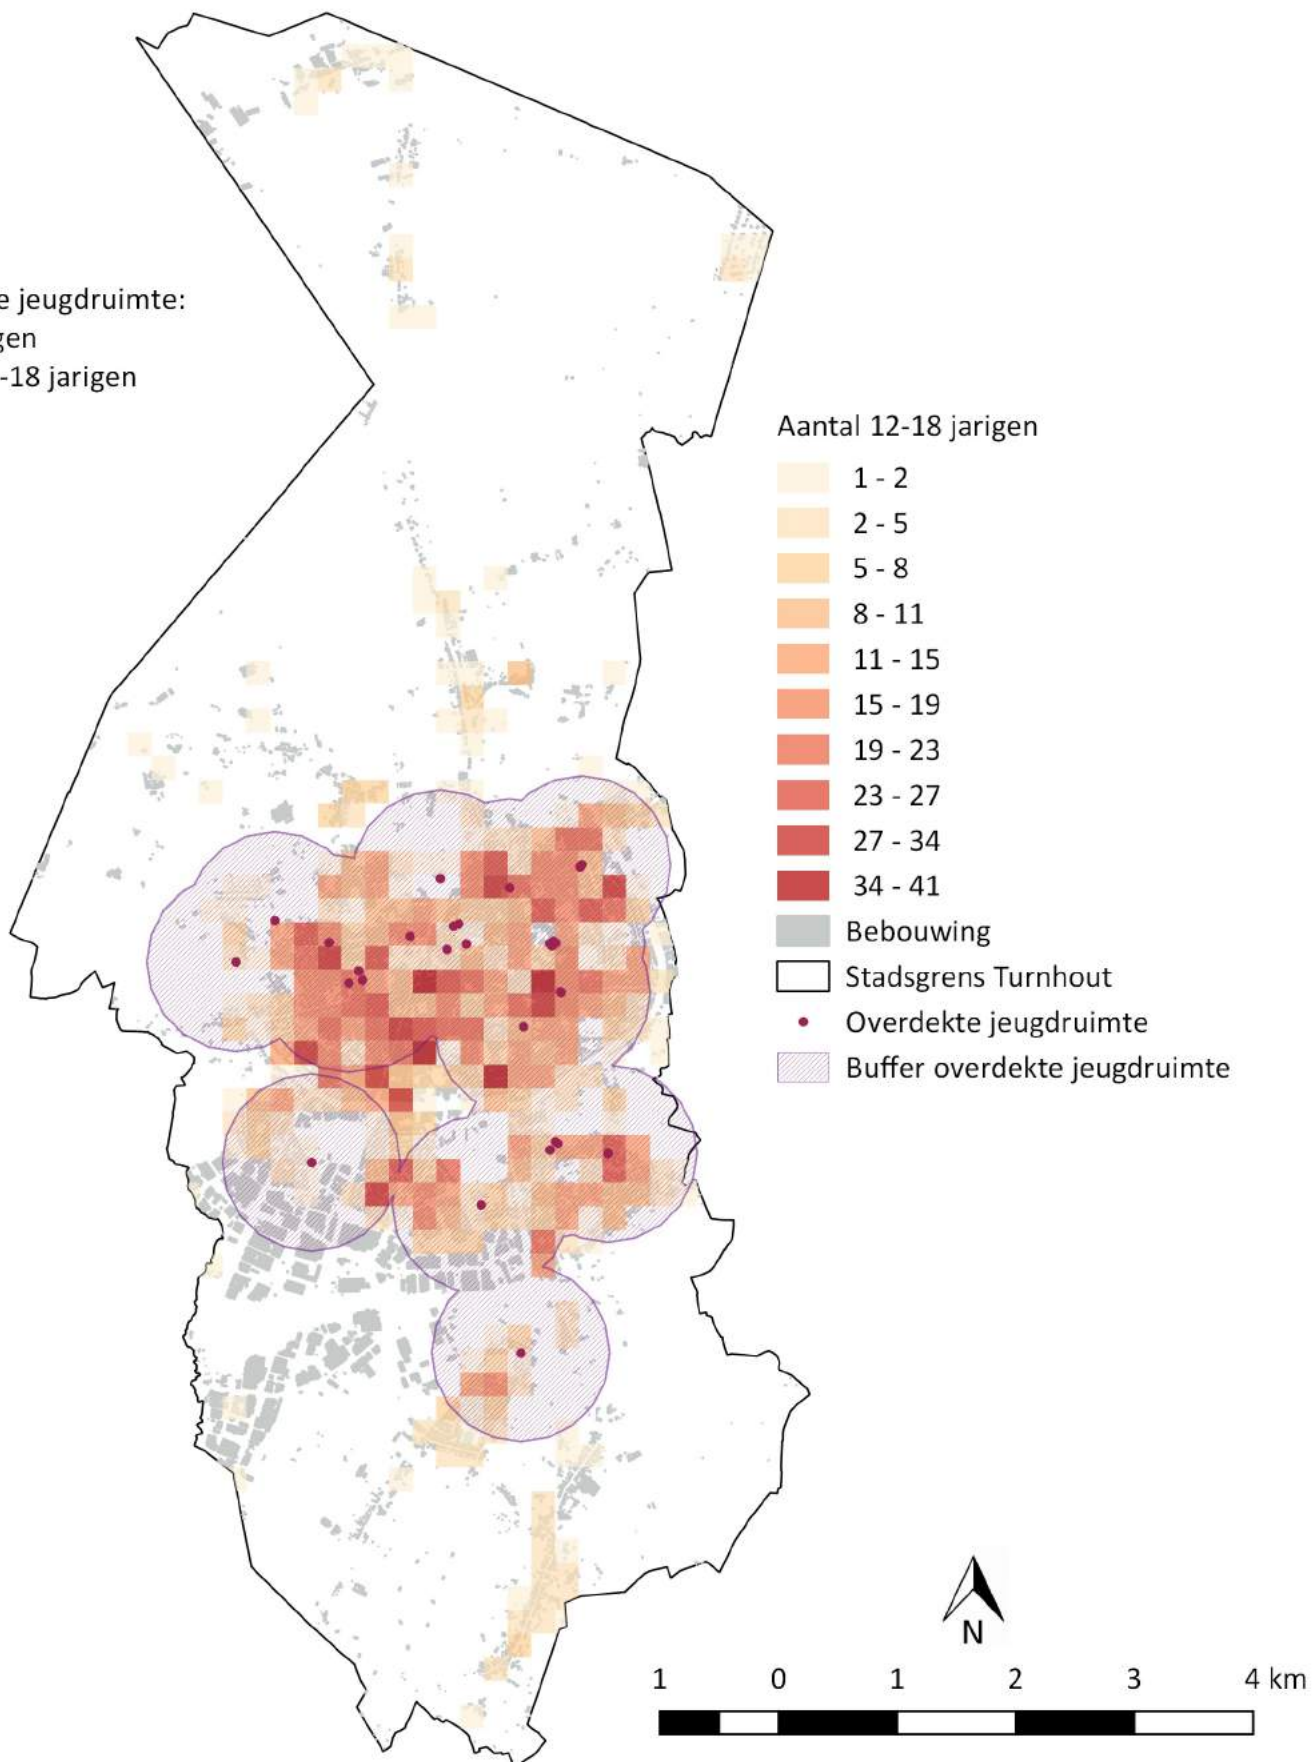 e jeugdruimte:
gen
-18 jarigen
Aantal 12-18 jarigen
1 - 2
2 - 5
5 - 8
8 - 11
11 - 15
15 - 19
19 - 23
23 - 27
27 - 34
34 - 41
Bebouwing
Stadsgrens Turnhout
Overdekte jeugdruimte
Buffer overdekte jeugdruimte
N
1 0 1 2 3 4 km